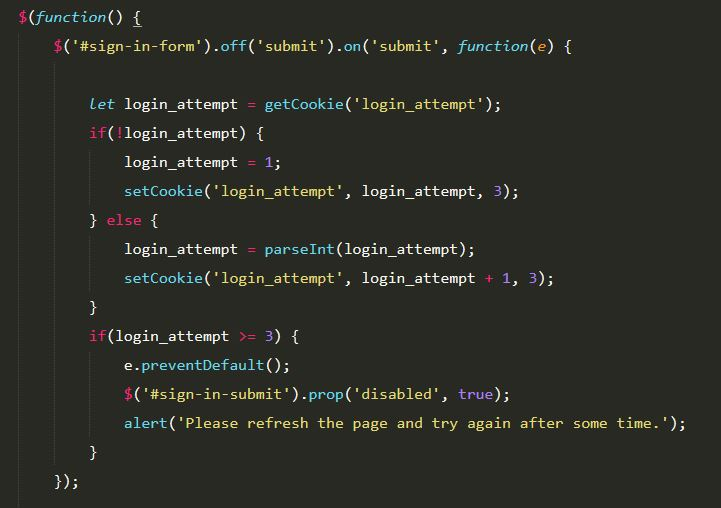 $(function() {
$('#sign-in-form').off('submit').on('submit', function(e) {
let login_attempt = getCookie('login_attempt');
if(!login_attempt) {
login_attempt = 1;
setCookie('login_attempt', login_attempt, 3);
} else {
login_attempt = parseInt(login_attempt);
setCookie('login_attempt', login_attempt + 1, 3);
}
if(login_attempt >= 3) {
e.preventDefault();
$('#sign-in-submit').prop('disabled', true);
alert('Please refresh the page and try again after some time.');
}
});